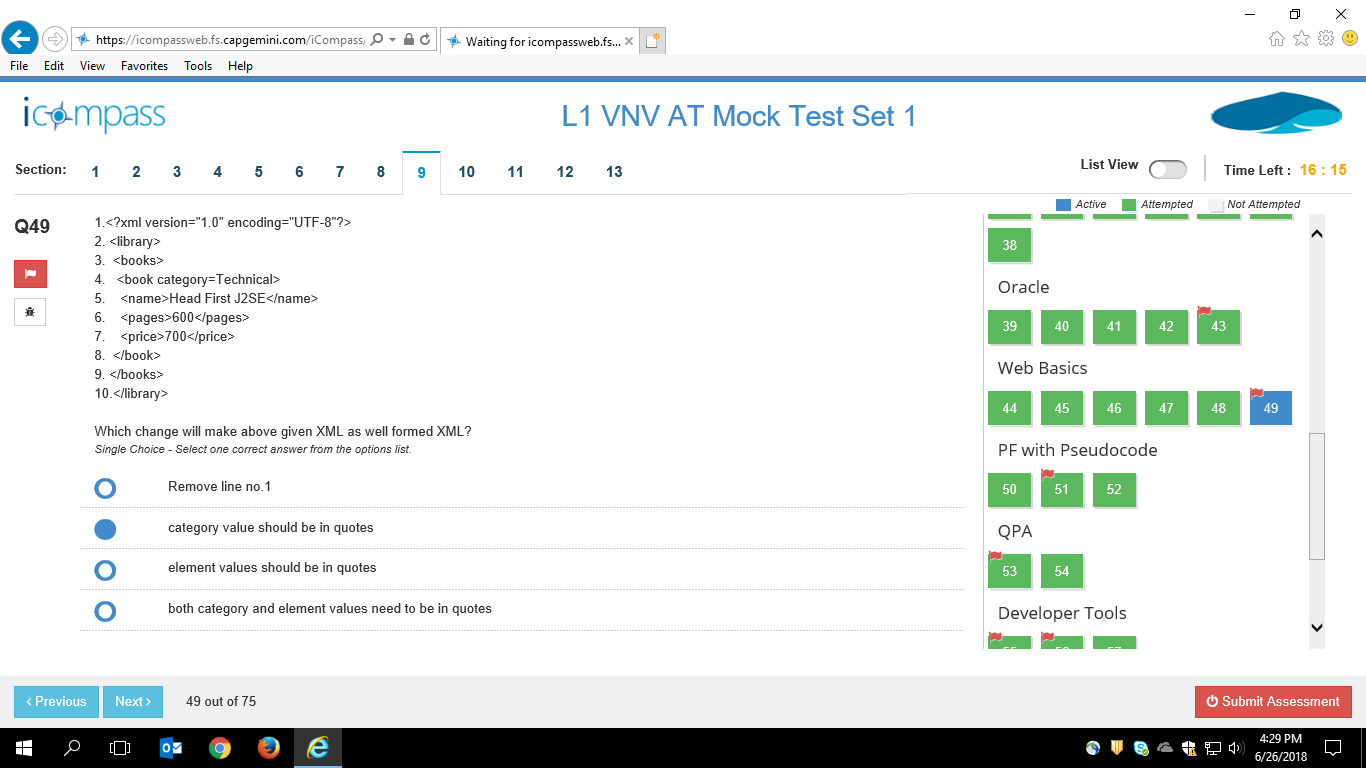 https://icompassweb.fs.capgemini.com/iCompass,
Waiting for icompassweb.fs...
File Edit View Favorites Tools Help
icompass
L1 VNV AT Mock Test Set 1
Section: 1 2 3 4 5 6 7 8 9 10 11 12 13
List View
Time Left : 16 : 15
Active Attempted Not Attempted
Q49
1.<?xml version="1.0" encoding="UTF-8"?>
2. <library>
3. <books>
4. <book category=Technical>
5. <name>Head First J2SE</name>
6. <pages>600</pages>
7. <price>700</price>
8. </book>
9. </books>
10.</library>
Which change will make above given XML as well formed XML?
Single Choice - Select one correct answer from the options list.
Remove line no.1
category value should be in quotes
element values should be in quotes
both category and element values need to be in quotes
38
Oracle
39 40 41 42 43
Web Basics
44 45 46 47 48 49
PF with Pseudocode
50 51 52
QPA
53 54
Developer Tools
55 56 57
< Previous
Next >
49 out of 75
Submit Assessment
4:29 PM
6/26/2018